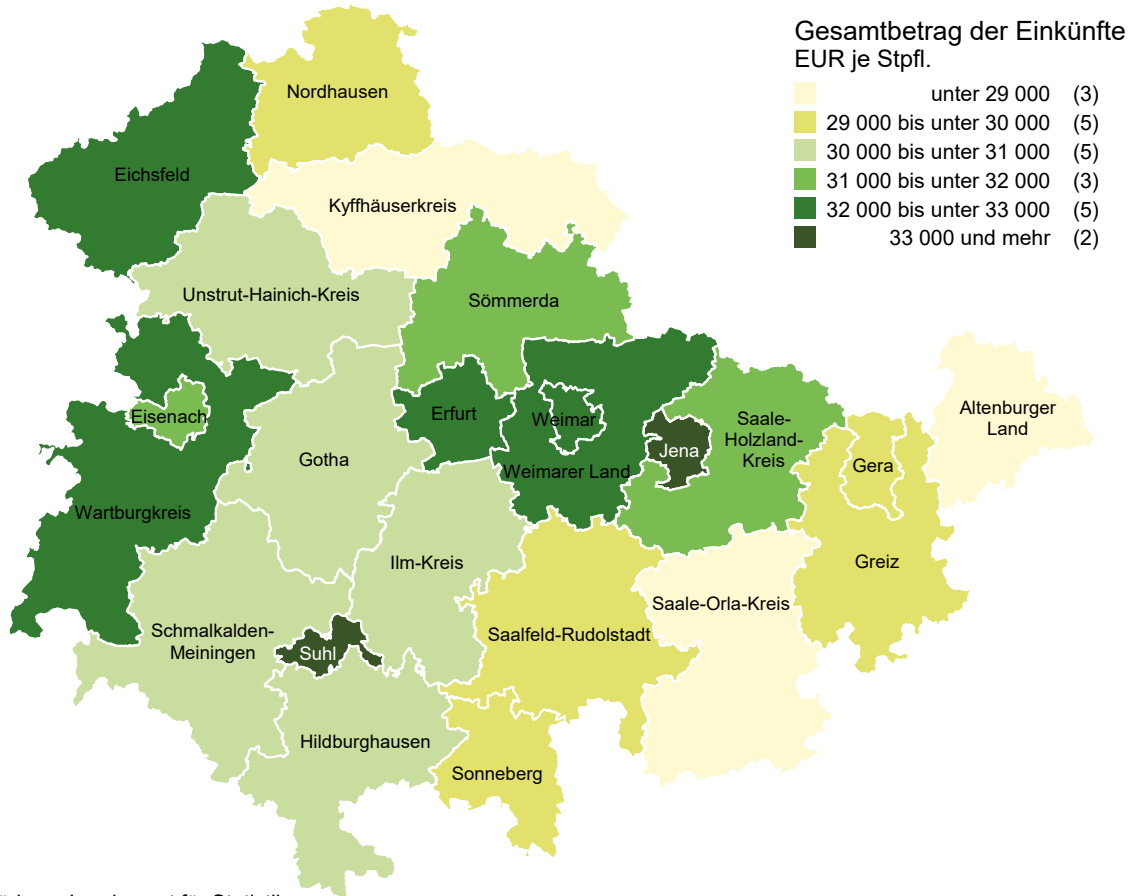 Gesamtbetrag der Einkünfte
EUR je Stpfl.
unter 29 000 (3)
29 000 bis unter 30 000 (5)
30 000 bis unter 31 000 (5)
31 000 bis unter 32 000 (3)
32 000 bis unter 33 000 (5)
33 000 und mehr (2)
Nordhausen
Eichsfeld
Kyffhäuserkreis
Unstrut-Hainich-Kreis
Sömmerda
Eisenach
Erfurt
Weimar
Saale-
Holzland-
Kreis
Altenburger
Land
Jena
Gotha
Weimarer Land
Gera
Wartburgkreis
Ilm-Kreis
Greiz
Saale-Orla-Kreis
Schmalkalden-
Meiningen
Suhl
Saalfeld-Rudolstadt
Hildburghausen
Sonneberg